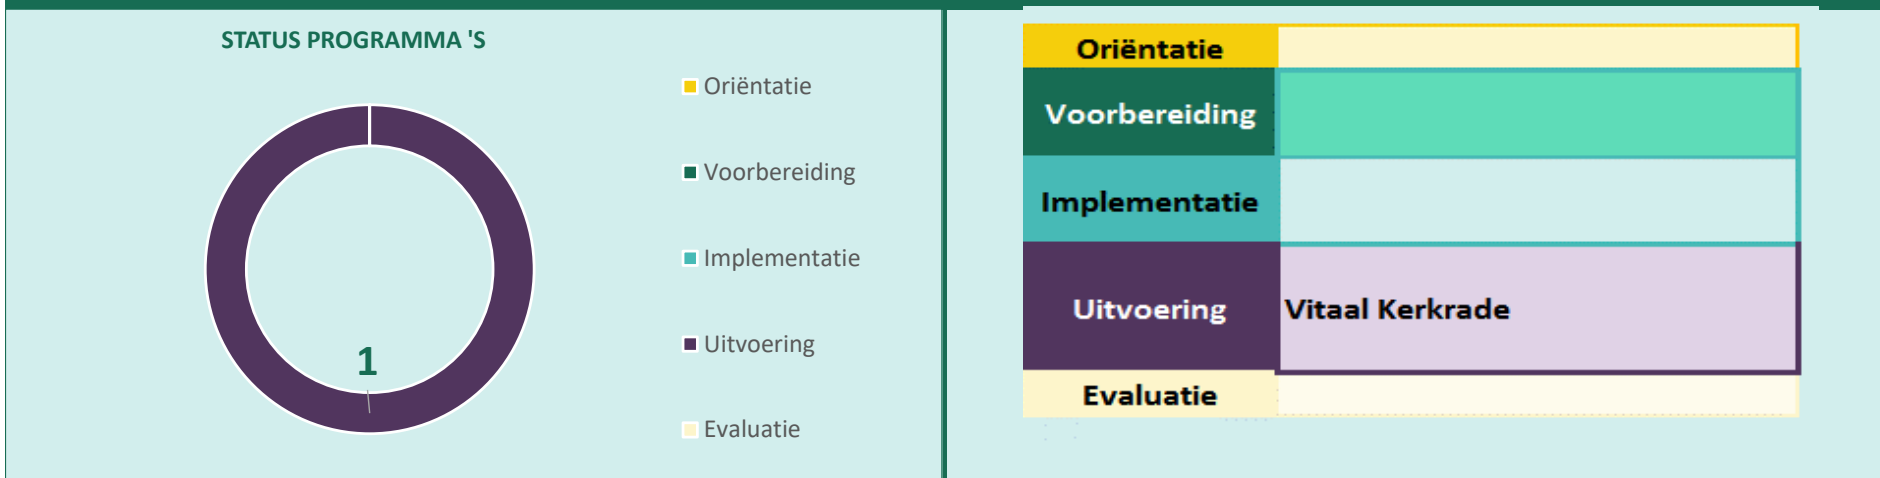 STATUS PROGRAMMA 'S
1
Oriëntatie
Voorbereiding
Implementatie
Uitvoering
Evaluatie
Oriëntatie
Voorbereiding
Implementatie
Uitvoering Vitaal Kerkrade
Evaluatie